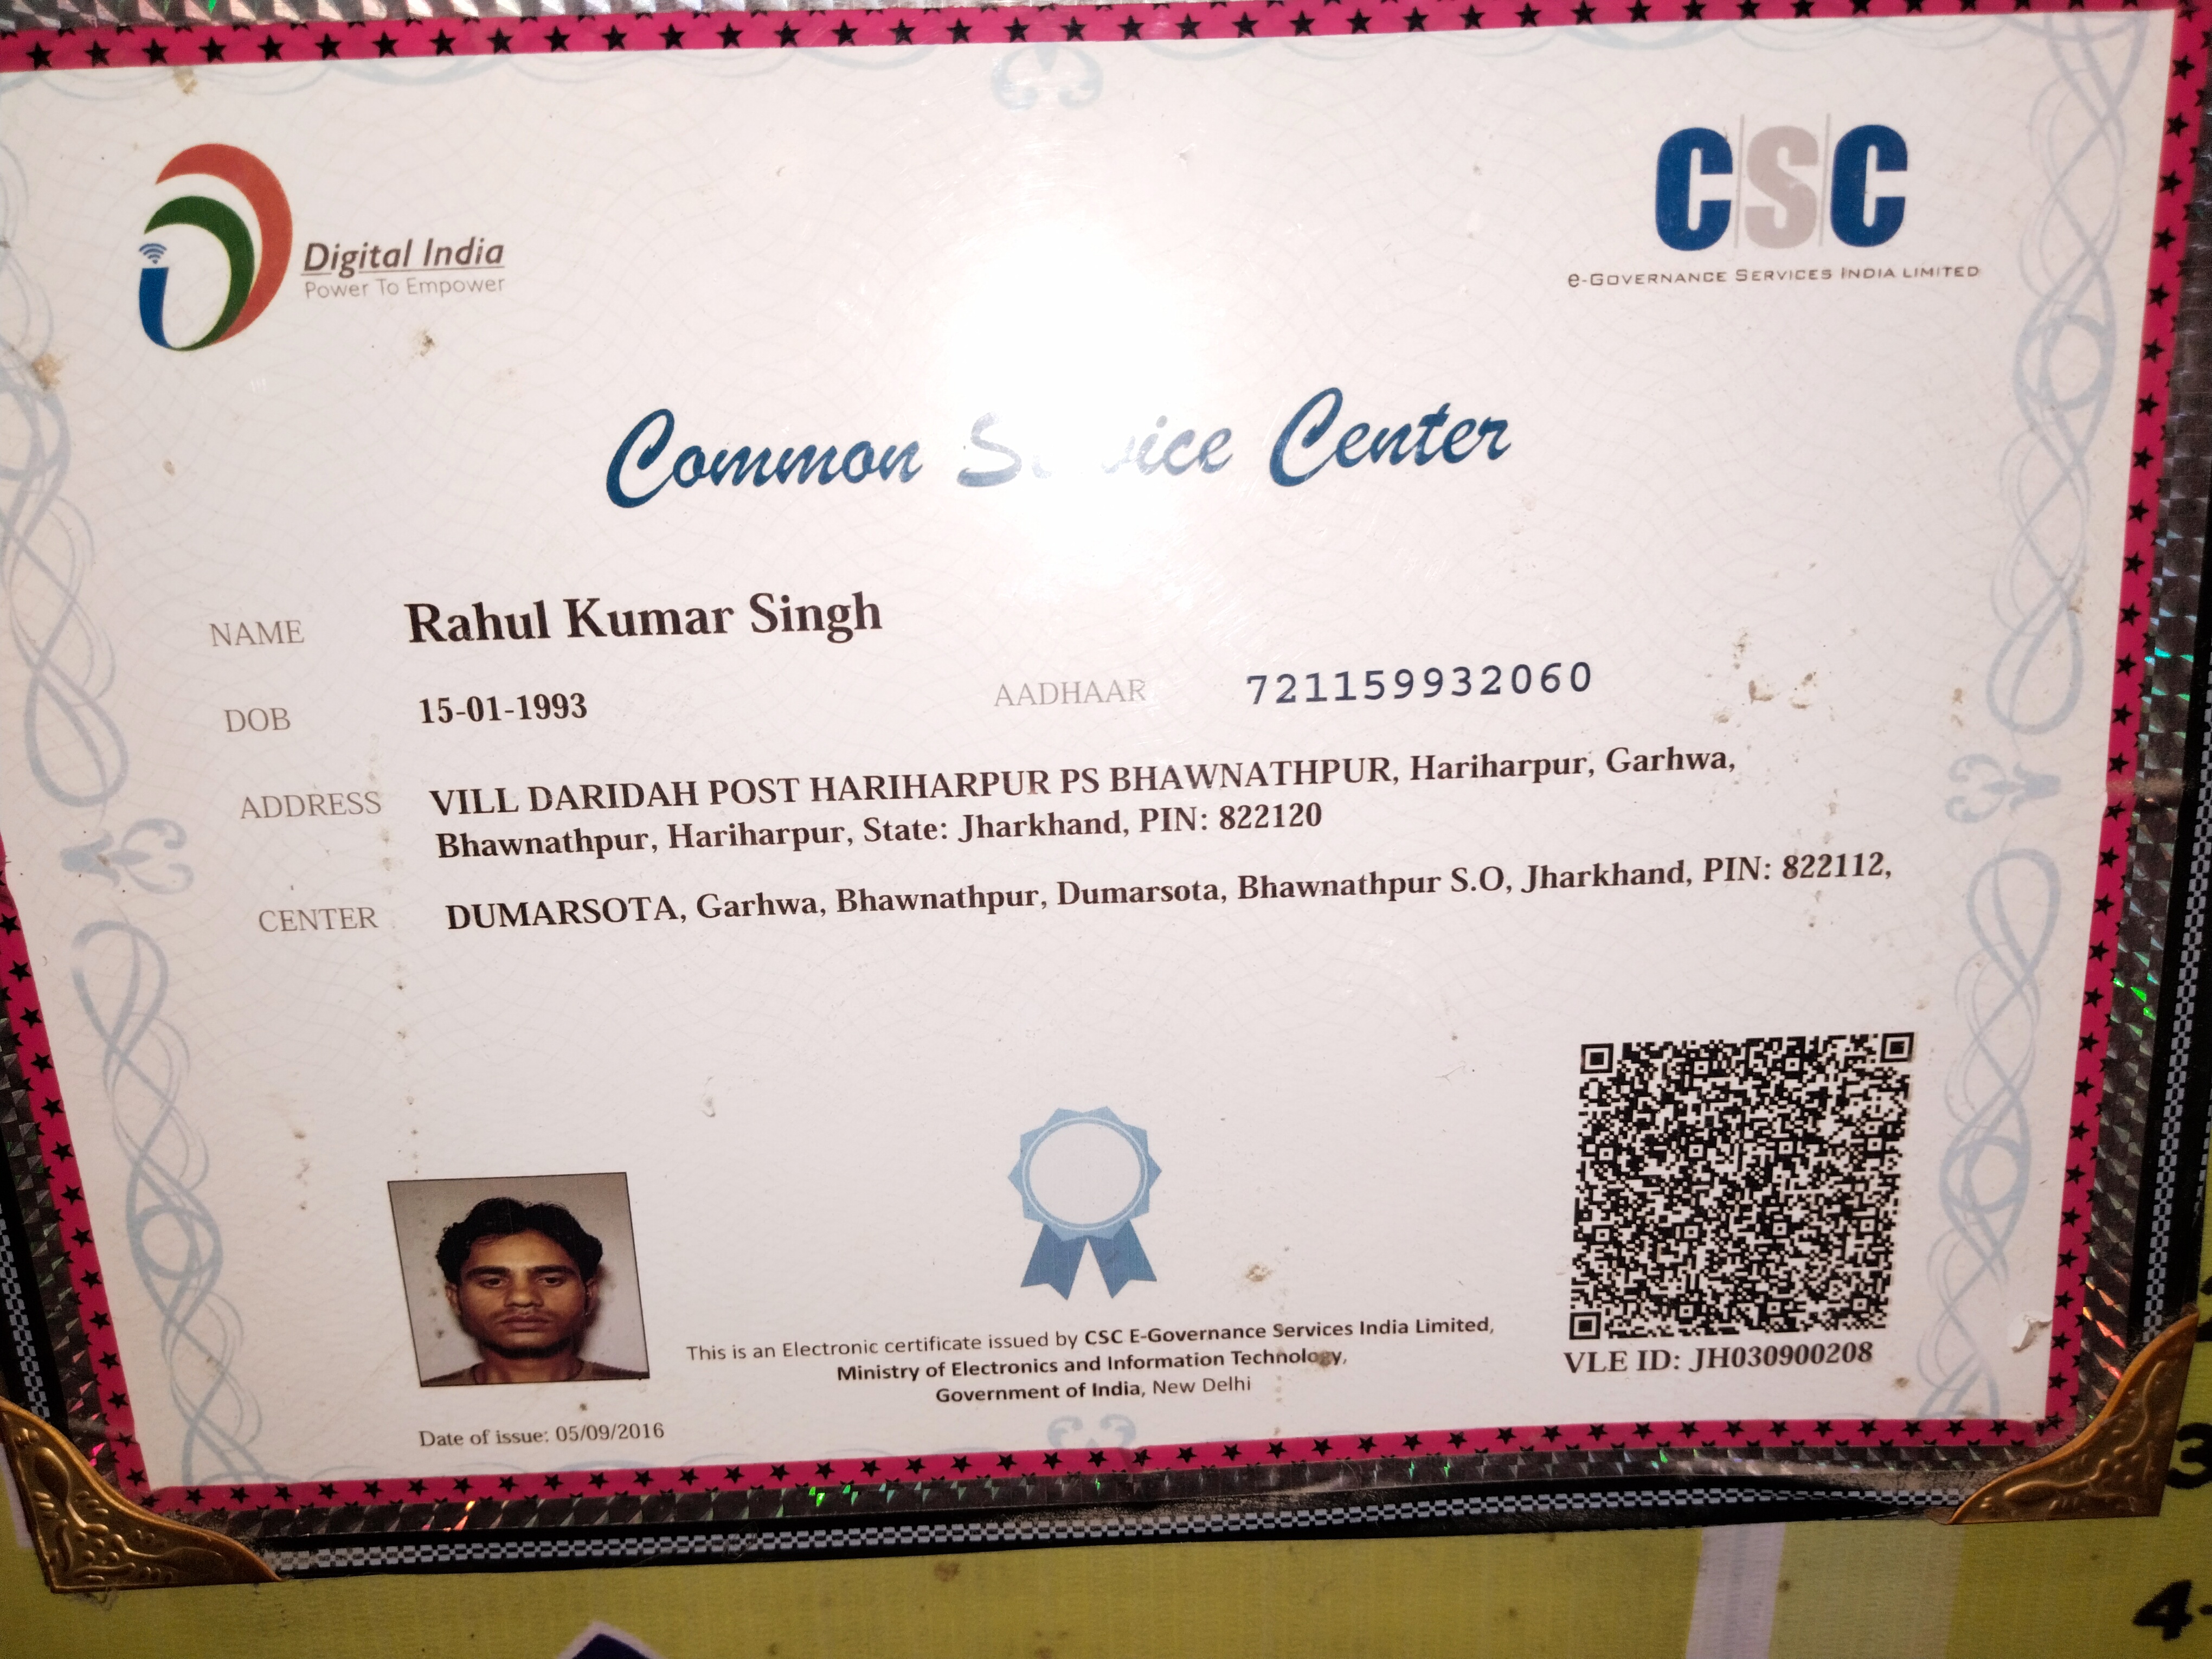 Digital India
Power To Empower
CSC
e-Governance Services India Limited
Common Center
NAME Rahul Kumar Singh
DOB 15-01-1993 AADHAAR 721159932060
ADDRESS VILL DARIDAH POST HARIHARPUR PS BHAWNATHPUR, Hariharpur, Garhwa,
Bhawnathpur, Hariharpur, State: Jharkhand, PIN: 822120
CENTER DUMARSOTA, Garhwa, Bhawnathpur, Dumarsota, Bhawnathpur S.O, Jharkhand, PIN: 822112,
This is an Electronic certificate issued by CSC E-Governance Services India Limited,
Ministry of Electronics and Information Technology,
Government of India, New Delhi
VLE ID: JH030900208
Date of issue: 05/09/2016
3
4-